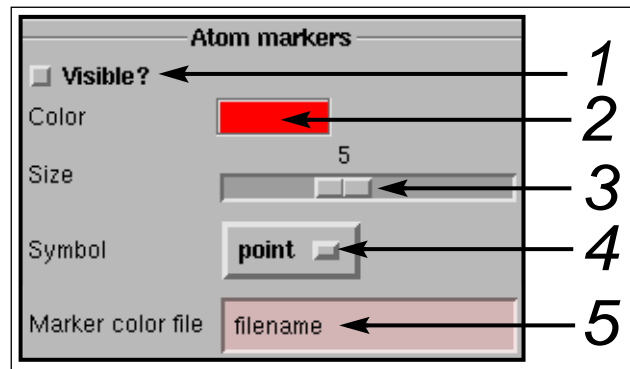 Atom markers
Visible? 1
Color 2
5
Size 3
Symbol point 4
Marker color file filename 5